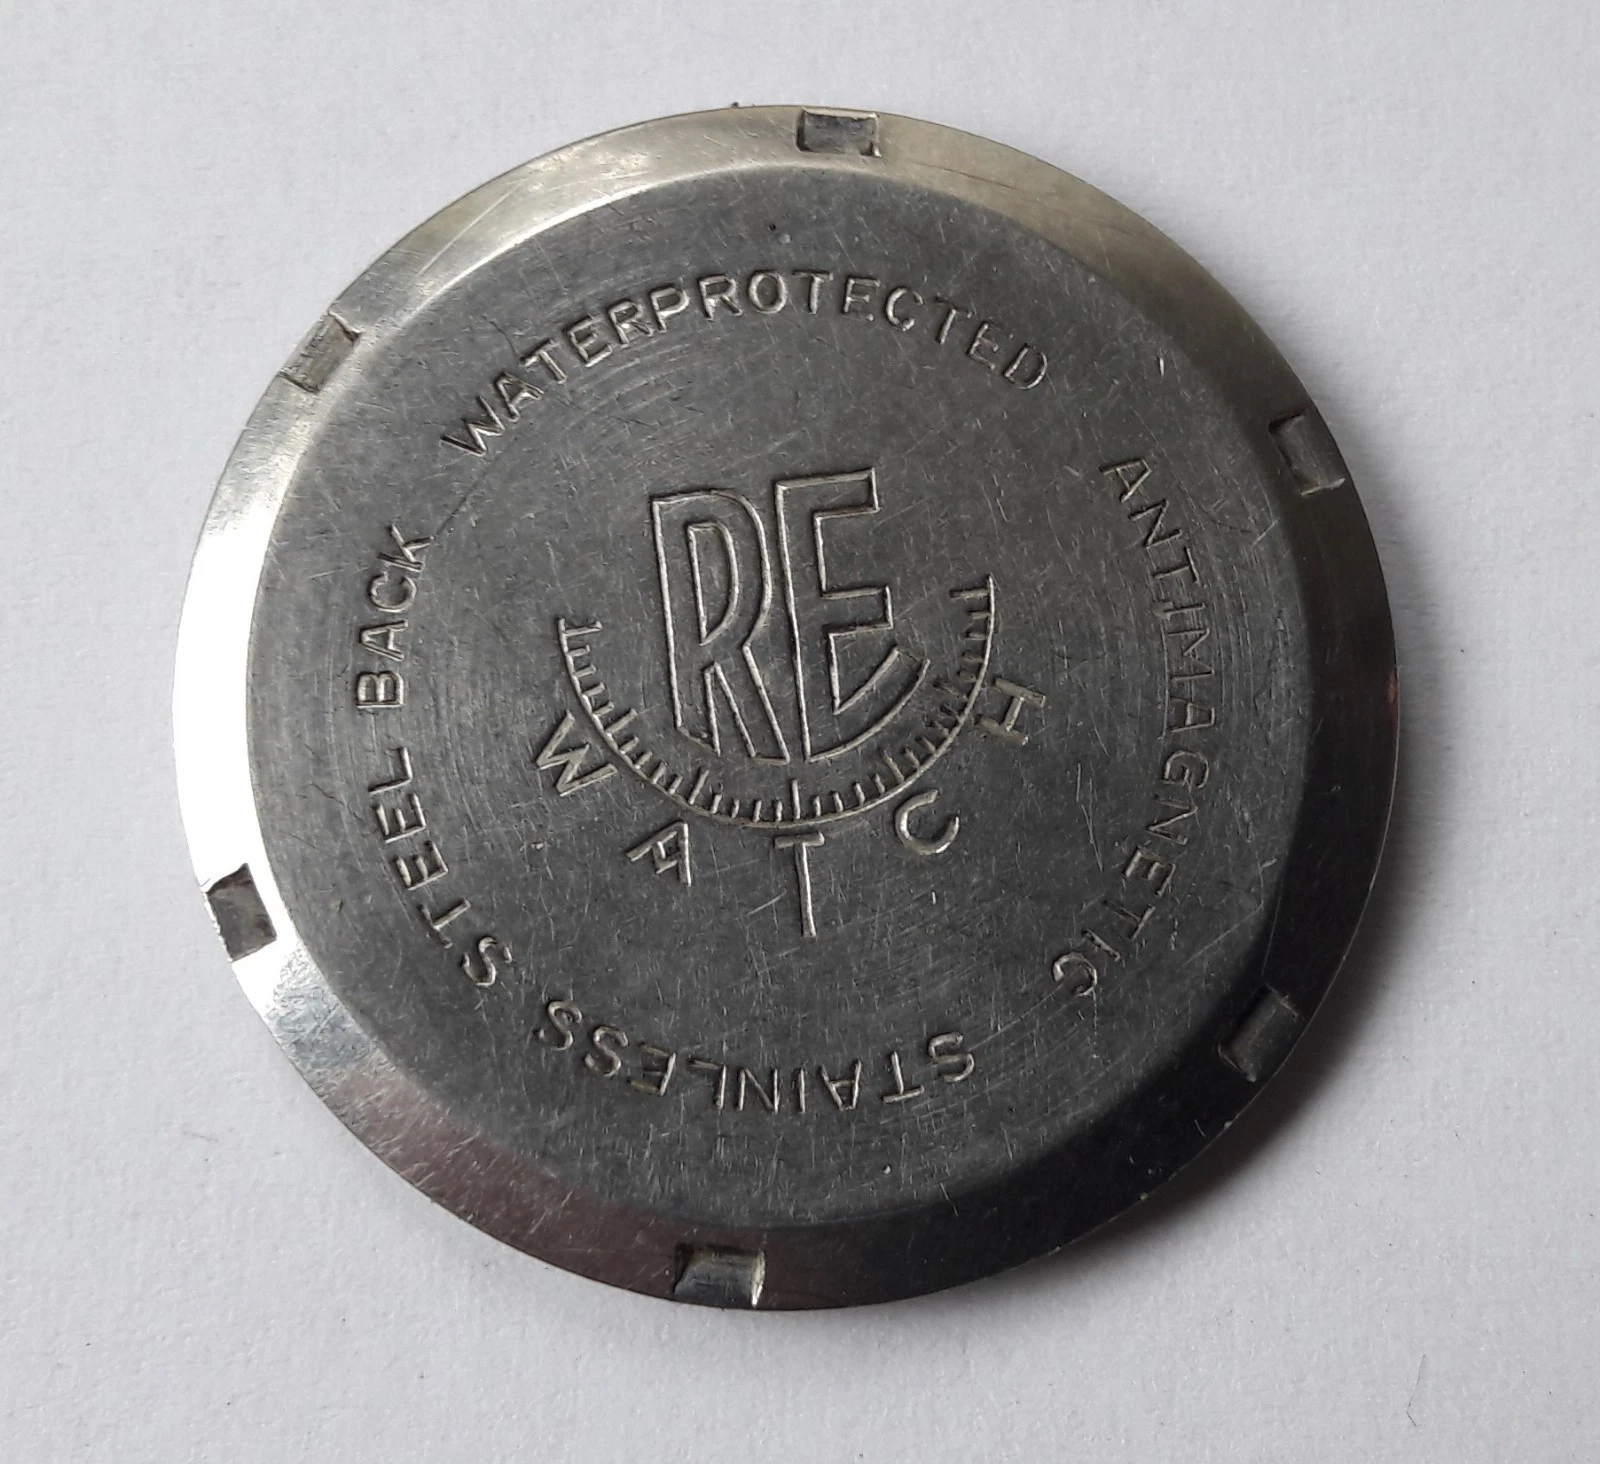 WATERPROTECTED
ANTIMAGNETIC
STAINLESS STEEL BACK
RE
WATCH